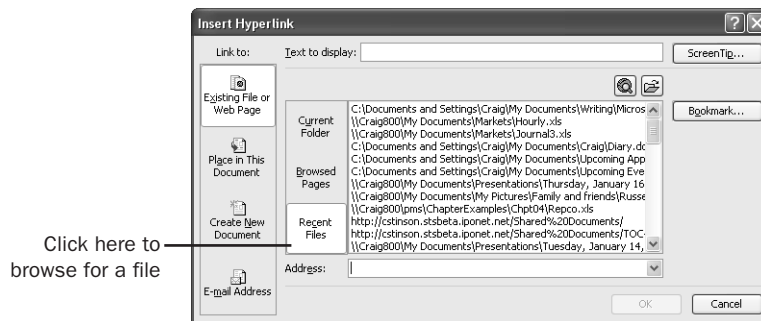 Insert Hyperlink
Link to:
Text to display:
ScreenTip...
Existing File or
Web Page
Bookmark...
Current
Folder
C:\Documents and Settings\Craig\My Documents\Writing\Micros
\\Craig800\My Documents\Markets\Hourly.xls
\\Craig800\My Documents\Markets\Journal3.xls
C:\Documents and Settings\Craig\My Documents\Craig\Diary.dc
C:\Documents and Settings\Craig\My Documents\Upcoming App
C:\Documents and Settings\Craig\My Documents\Upcoming Eve
\\Craig800\My Documents\Presentations\Thursday, January 16
\\Craig800\My Documents\My Pictures\Family and friends\Russe
\\Craig800\pms\ChapterExamples\Chpt04\Repco.xls
http://cstinson.stsbeta.iponet.net/Shared%20Documents/
http://cstinson.stsbeta.iponet.net/Shared%20Documents/TOC-
\\Craig800\My Documents\Presentations\Tuesday, January 14,
Place in This
Document
Browsed
Pages
Create New
Document
Recent
Files
Click here to
browse for a file
E-mail Address
Address:
OK
Cancel